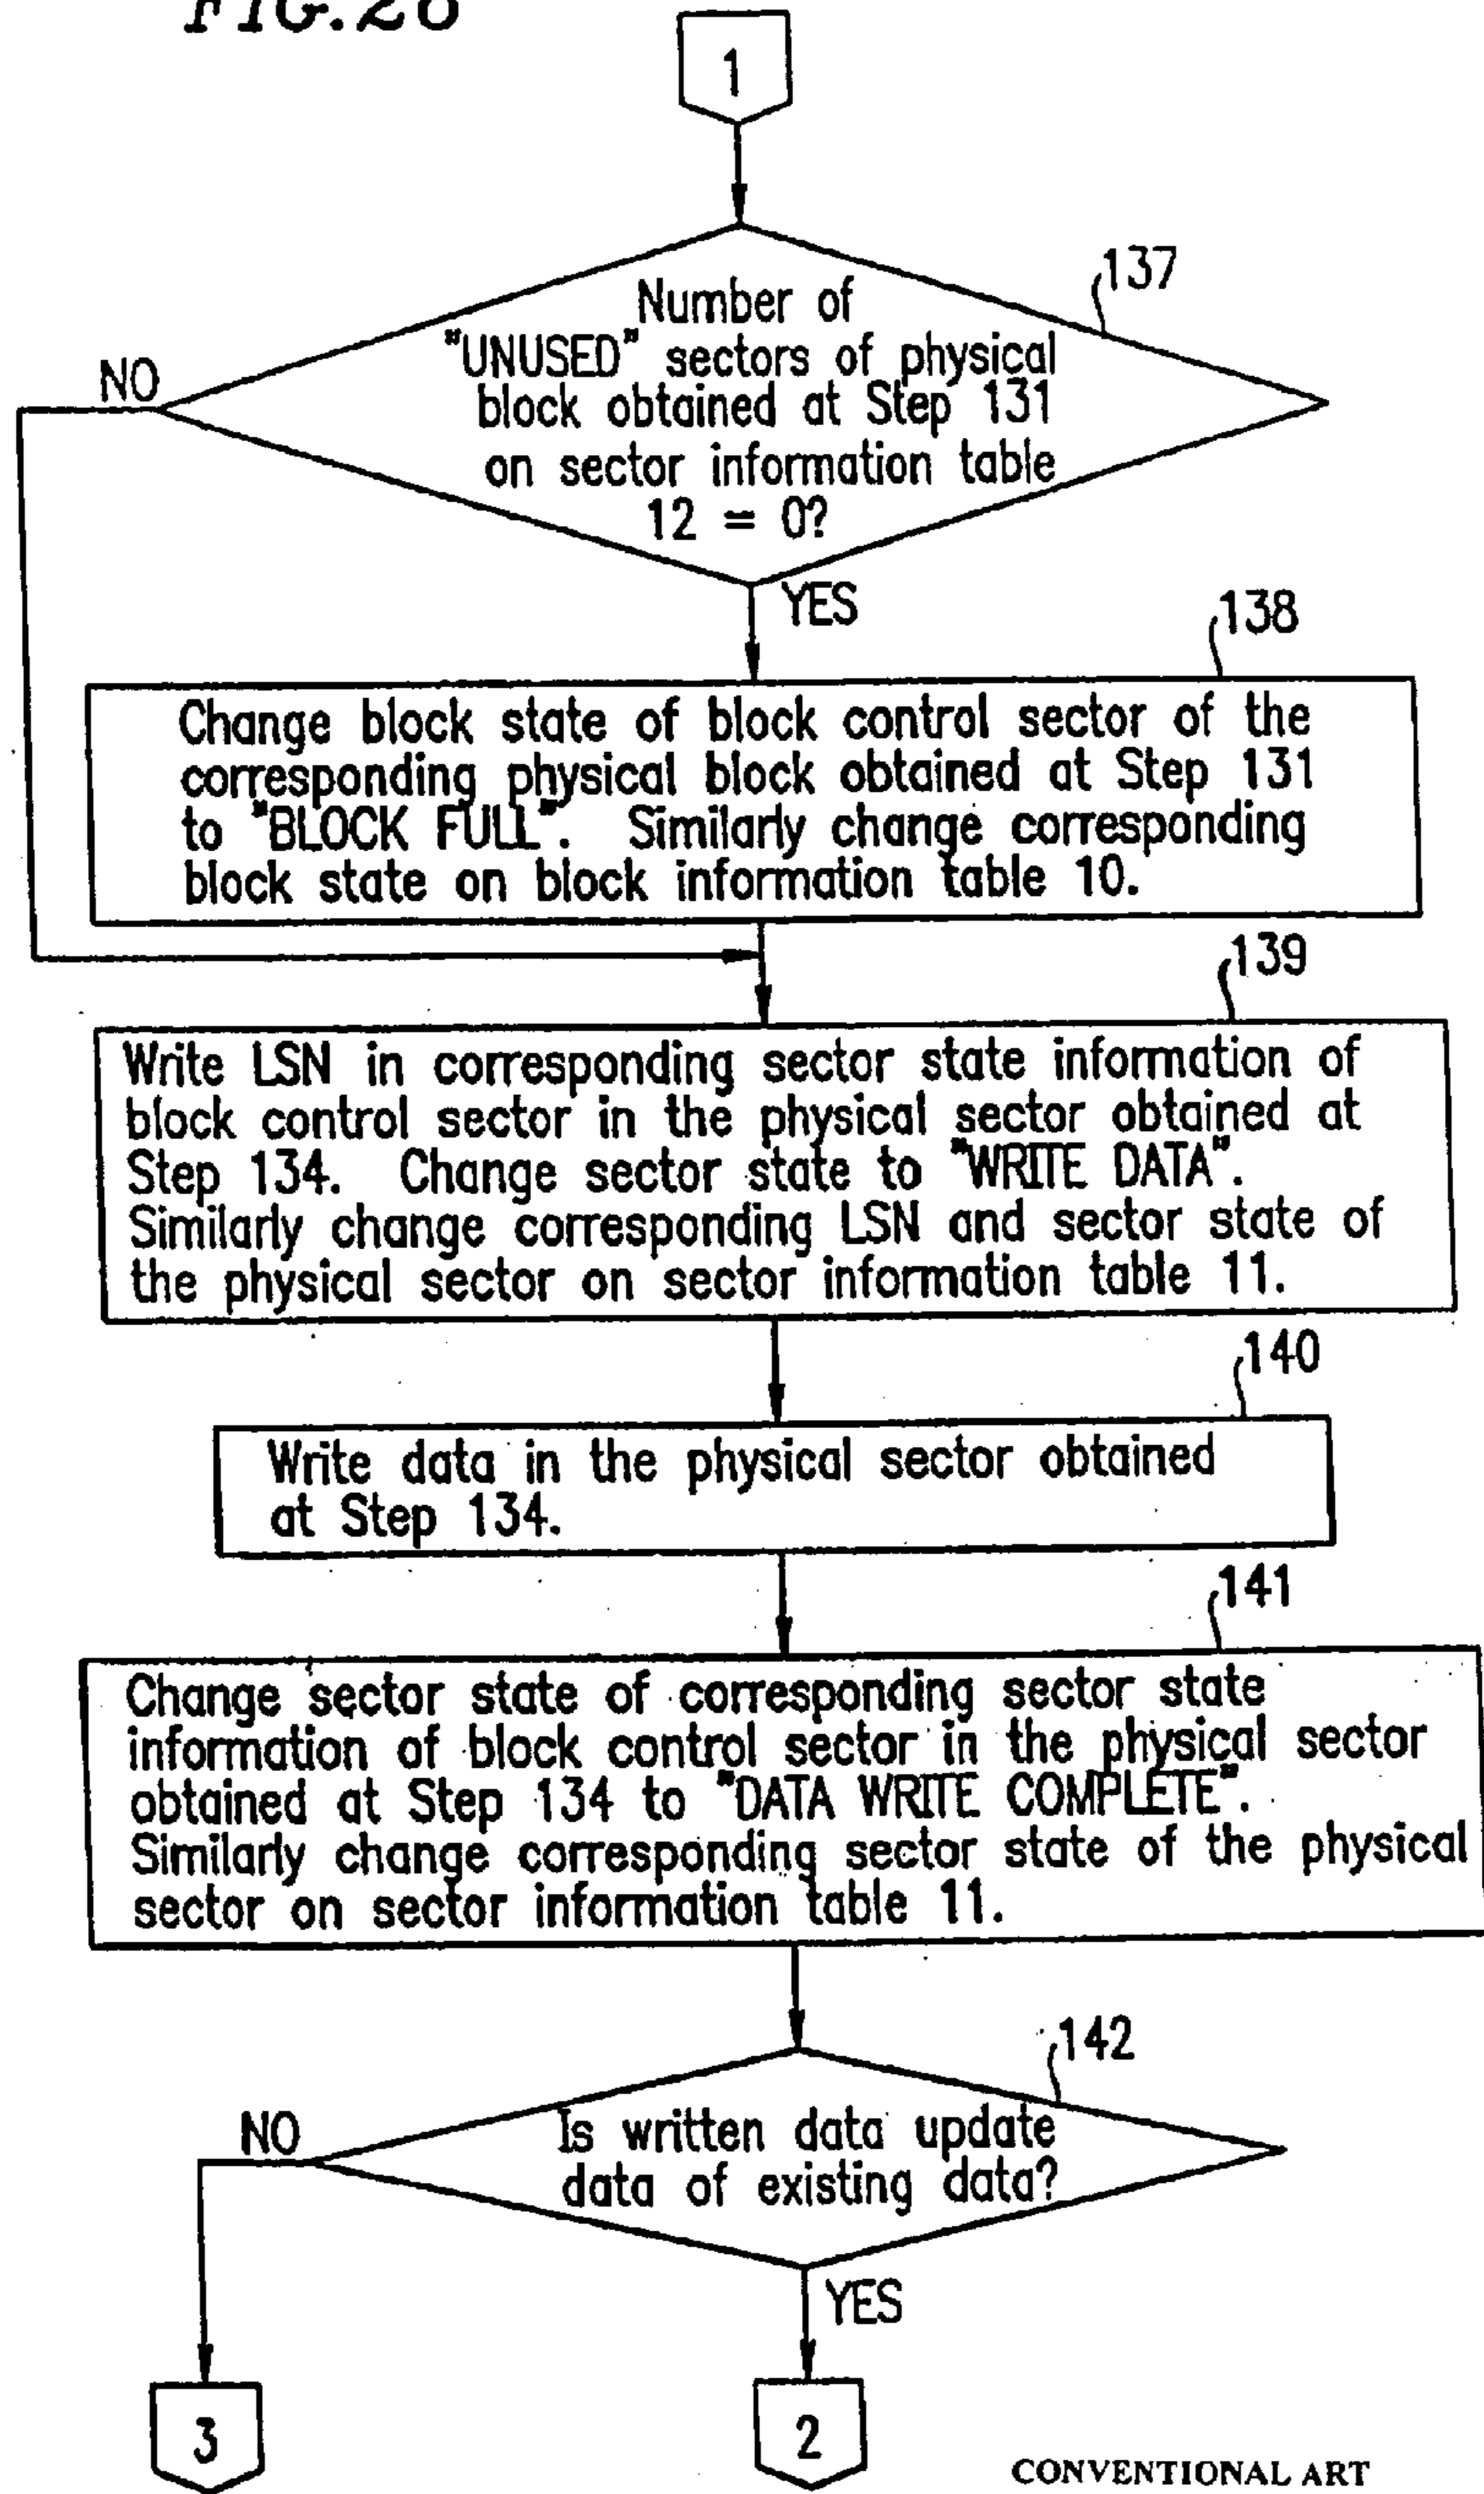 FIG. 28
1
137
Number of
"UNUSED" sectors of physical
block obtained at Step 131
on sector information table
12 = 0?
NO
YES
138
Change block state of block control sector of the
corresponding physical block obtained at Step 131
to "BLOCK FULL". Similarly change corresponding
block state on block information table 10.
139
Write LSN in corresponding sector state information of
block control sector in the physical sector obtained at
Step 134. Change sector state to "WRITE DATA".
Similarly change corresponding LSN and sector state of
the physical sector on sector information table 11.
140
Write data in the physical sector obtained
at Step 134.
141
Change sector state of corresponding sector state
information of block control sector in the physical sector
obtained at Step 134 to "DATA WRITE COMPLETE".
Similarly change corresponding sector state of the physical
sector on sector information table 11.
142
Is written data update
data of existing data?
NO
YES
3
2
CONVENTIONAL ART